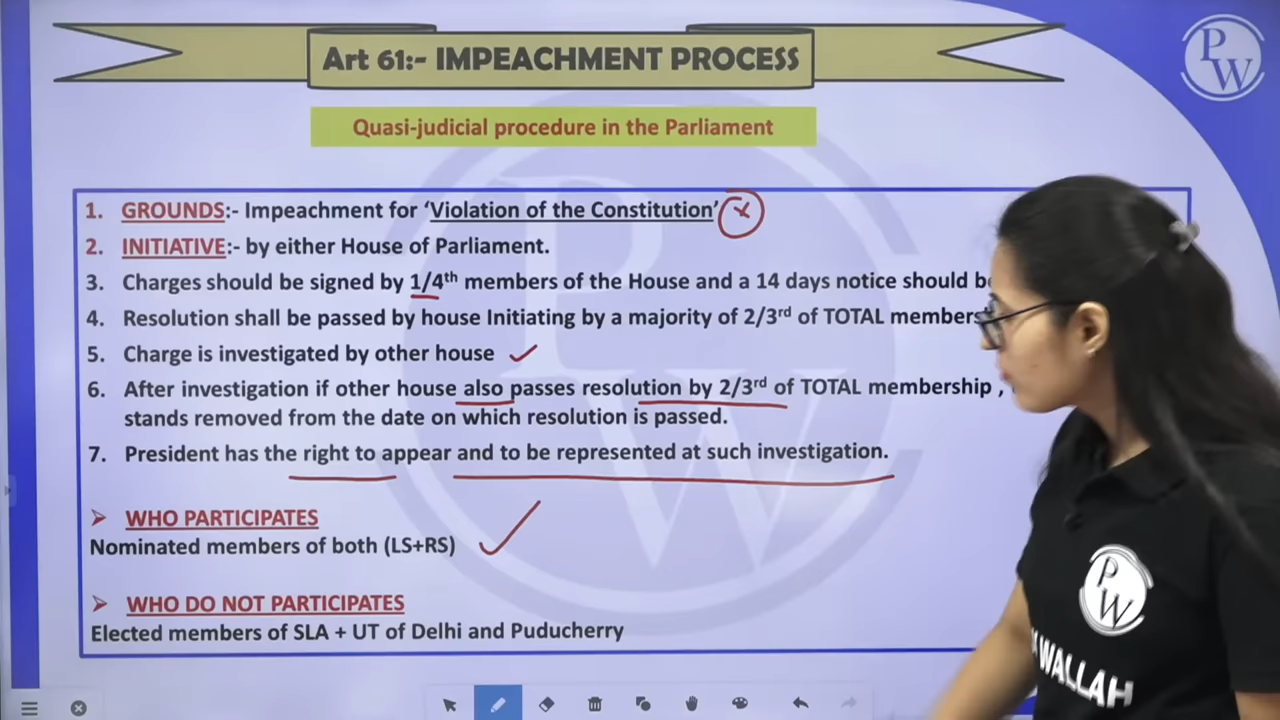 Art 61:- IMPEACHMENT PROCESS
PW
Quasi-judicial procedure in the Parliament
1. GROUNDS:- Impeachment for ‘Violation of the Constitution’
2. INITIATIVE:- by either House of Parliament.
3. Charges should be signed by 1/4th members of the House and a 14 days notice should
4. Resolution shall be passed by house Initiating by a majority of 2/3rd of TOTAL members
5. Charge is investigated by other house
6. After investigation if other house also passes resolution by 2/3rd of TOTAL membership ,
stands removed from the date on which resolution is passed.
7. President has the right to appear and to be represented at such investigation.
➤ WHO PARTICIPATES
Nominated members of both (LS+RS)
➤ WHO DO NOT PARTICIPATES
Elected members of SLA + UT of Delhi and Puducherry
PW
WALLAH